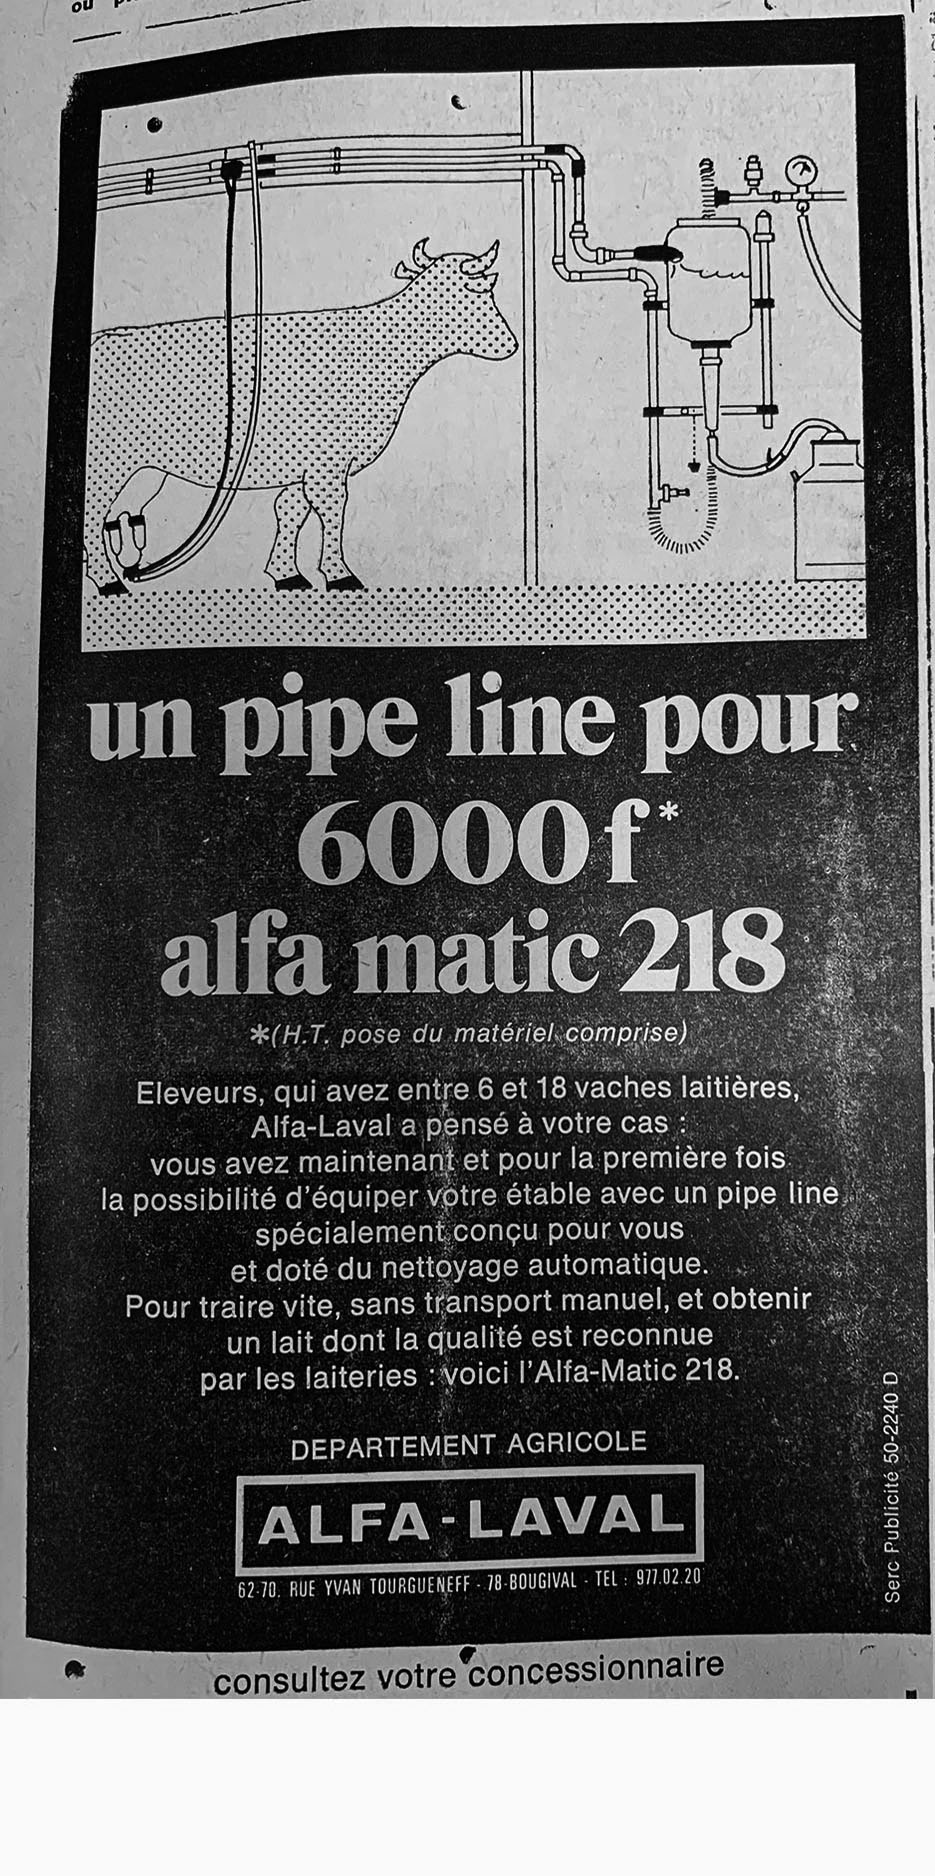 ou
un pipe line pour
6000 f*
alfa matic 218
*(H.T. pose du matériel comprise)
Eleveurs, qui avez entre 6 et 18 vaches laitières,
Alfa-Laval a pensé à votre cas :
vous avez maintenant et pour la première fois
la possibilité d'équiper votre étable avec un pipe line
spécialement conçu pour vous
et doté du nettoyage automatique.
Pour traire vite, sans transport manuel, et obtenir
un lait dont la qualité est reconnue
par les laiteries : voici l'Alfa-Matic 218.
DEPARTEMENT AGRICOLE
ALFA-LAVAL
62-70. RUE YVAN TOURGUENEFF - 78-BOUGIVAL - TEL : 977.02.20
Serc Publicité 50-2240 D
consultez votre concessionnaire